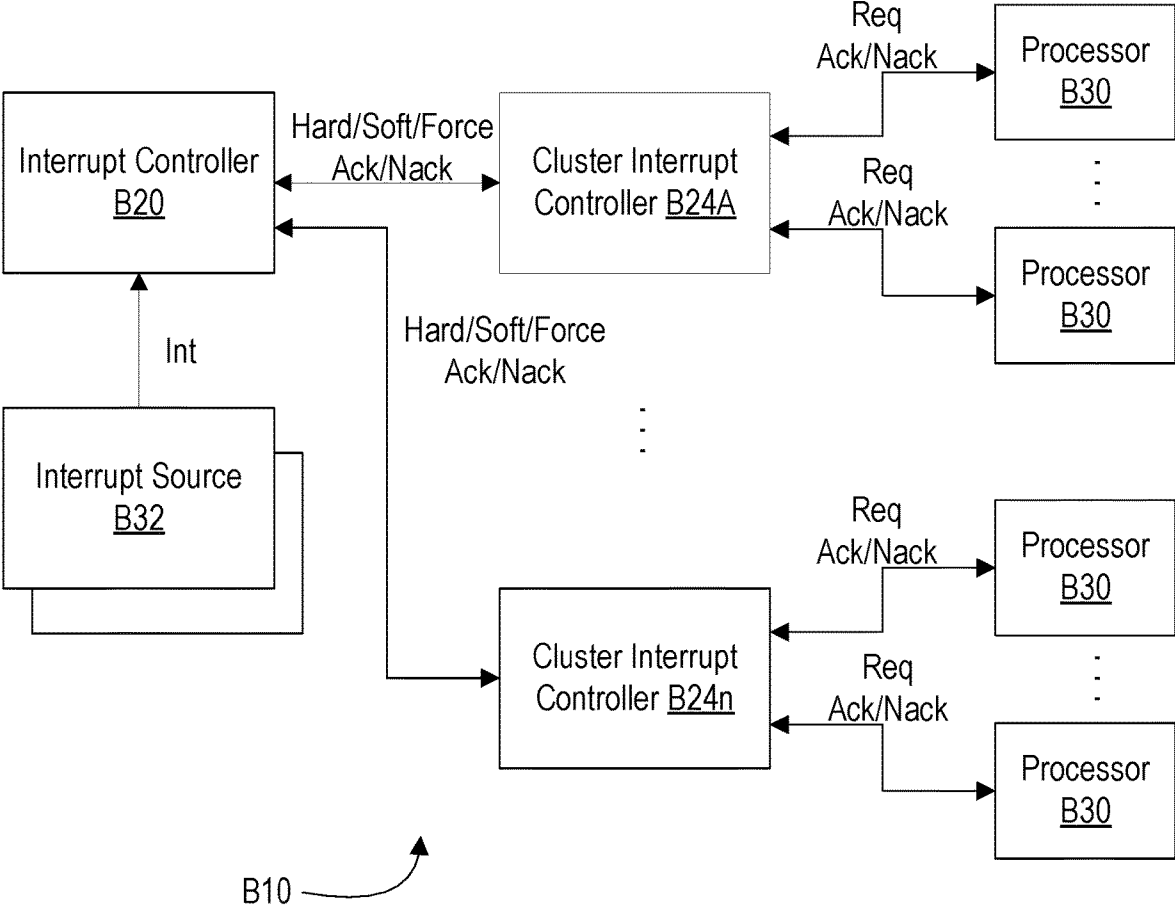 Req
Ack/Nack
Processor
B30
Interrupt Controller
B20
Hard/Soft/Force
Ack/Nack
Cluster Interrupt
Controller B24A
Req
Ack/Nack
Processor
B30
Int
Hard/Soft/Force
Ack/Nack
Interrupt Source
B32
Req
Ack/Nack
Processor
B30
Cluster Interrupt
Controller B24n
Req
Ack/Nack
Processor
B30
B10